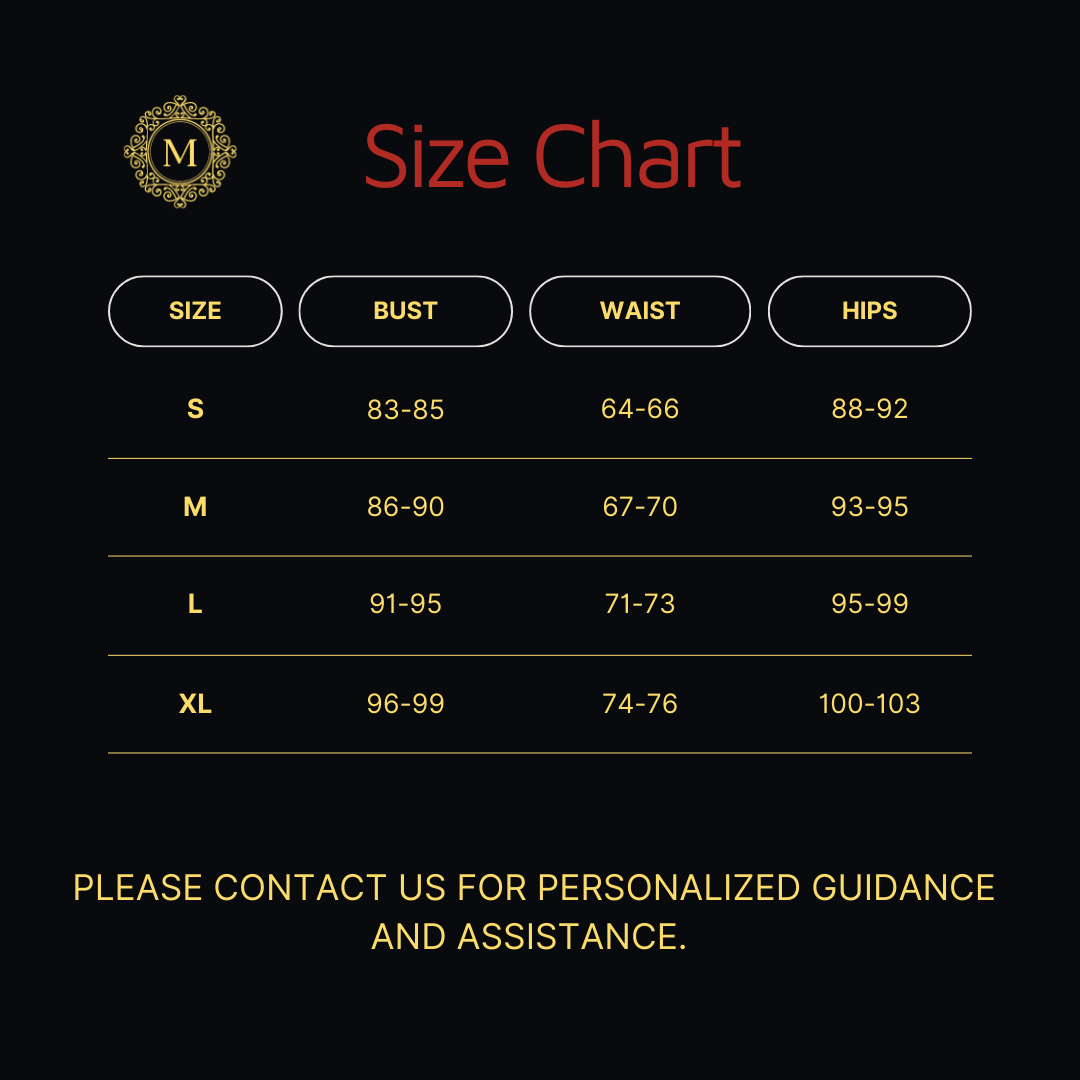 M
Size Chart
SIZE BUST WAIST HIPS
S 83-85 64-66 88-92
M 86-90 67-70 93-95
L 91-95 71-73 95-99
XL 96-99 74-76 100-103
PLEASE CONTACT US FOR PERSONALIZED GUIDANCE
AND ASSISTANCE.